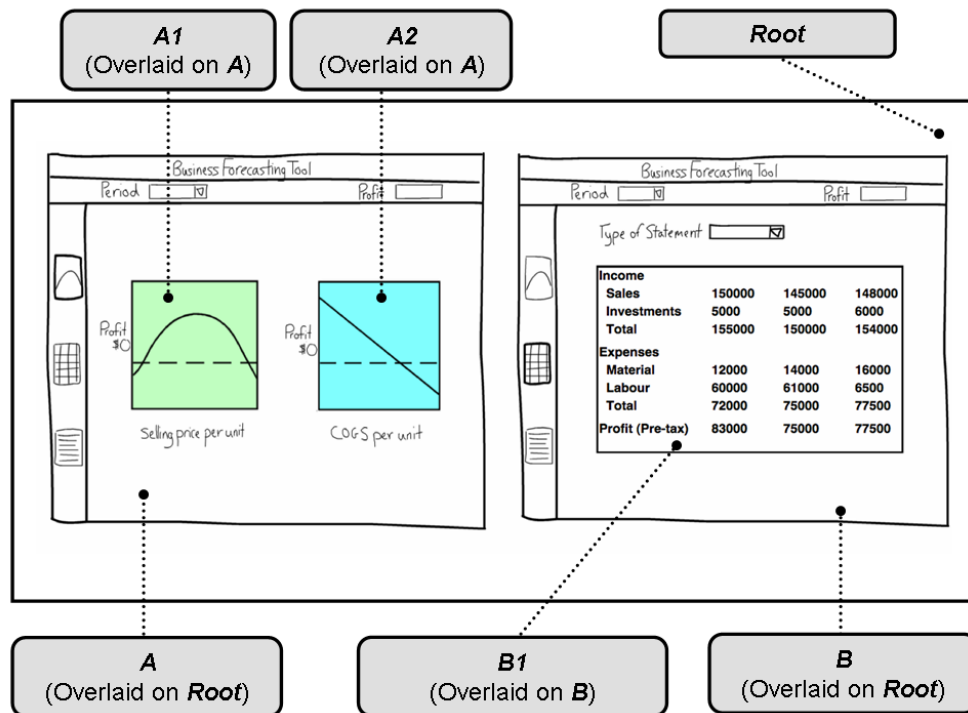 A1
(Overlaid on A)
A2
(Overlaid on A)
Root
Business Forecasting Tool
Period
Profit
Profit
$0
Selling price per unit
Profit
$0
COGS per unit
Business Forecasting Tool
Period
Profit
Type of Statement
Income
Sales 150000 145000 148000
Investments 5000 5000 6000
Total 155000 150000 154000
Expenses
Material 12000 14000 16000
Labour 60000 61000 6500
Total 72000 75000 77500
Profit (Pre-tax) 83000 75000 77500
A
(Overlaid on Root)
B1
(Overlaid on B)
B
(Overlaid on Root)